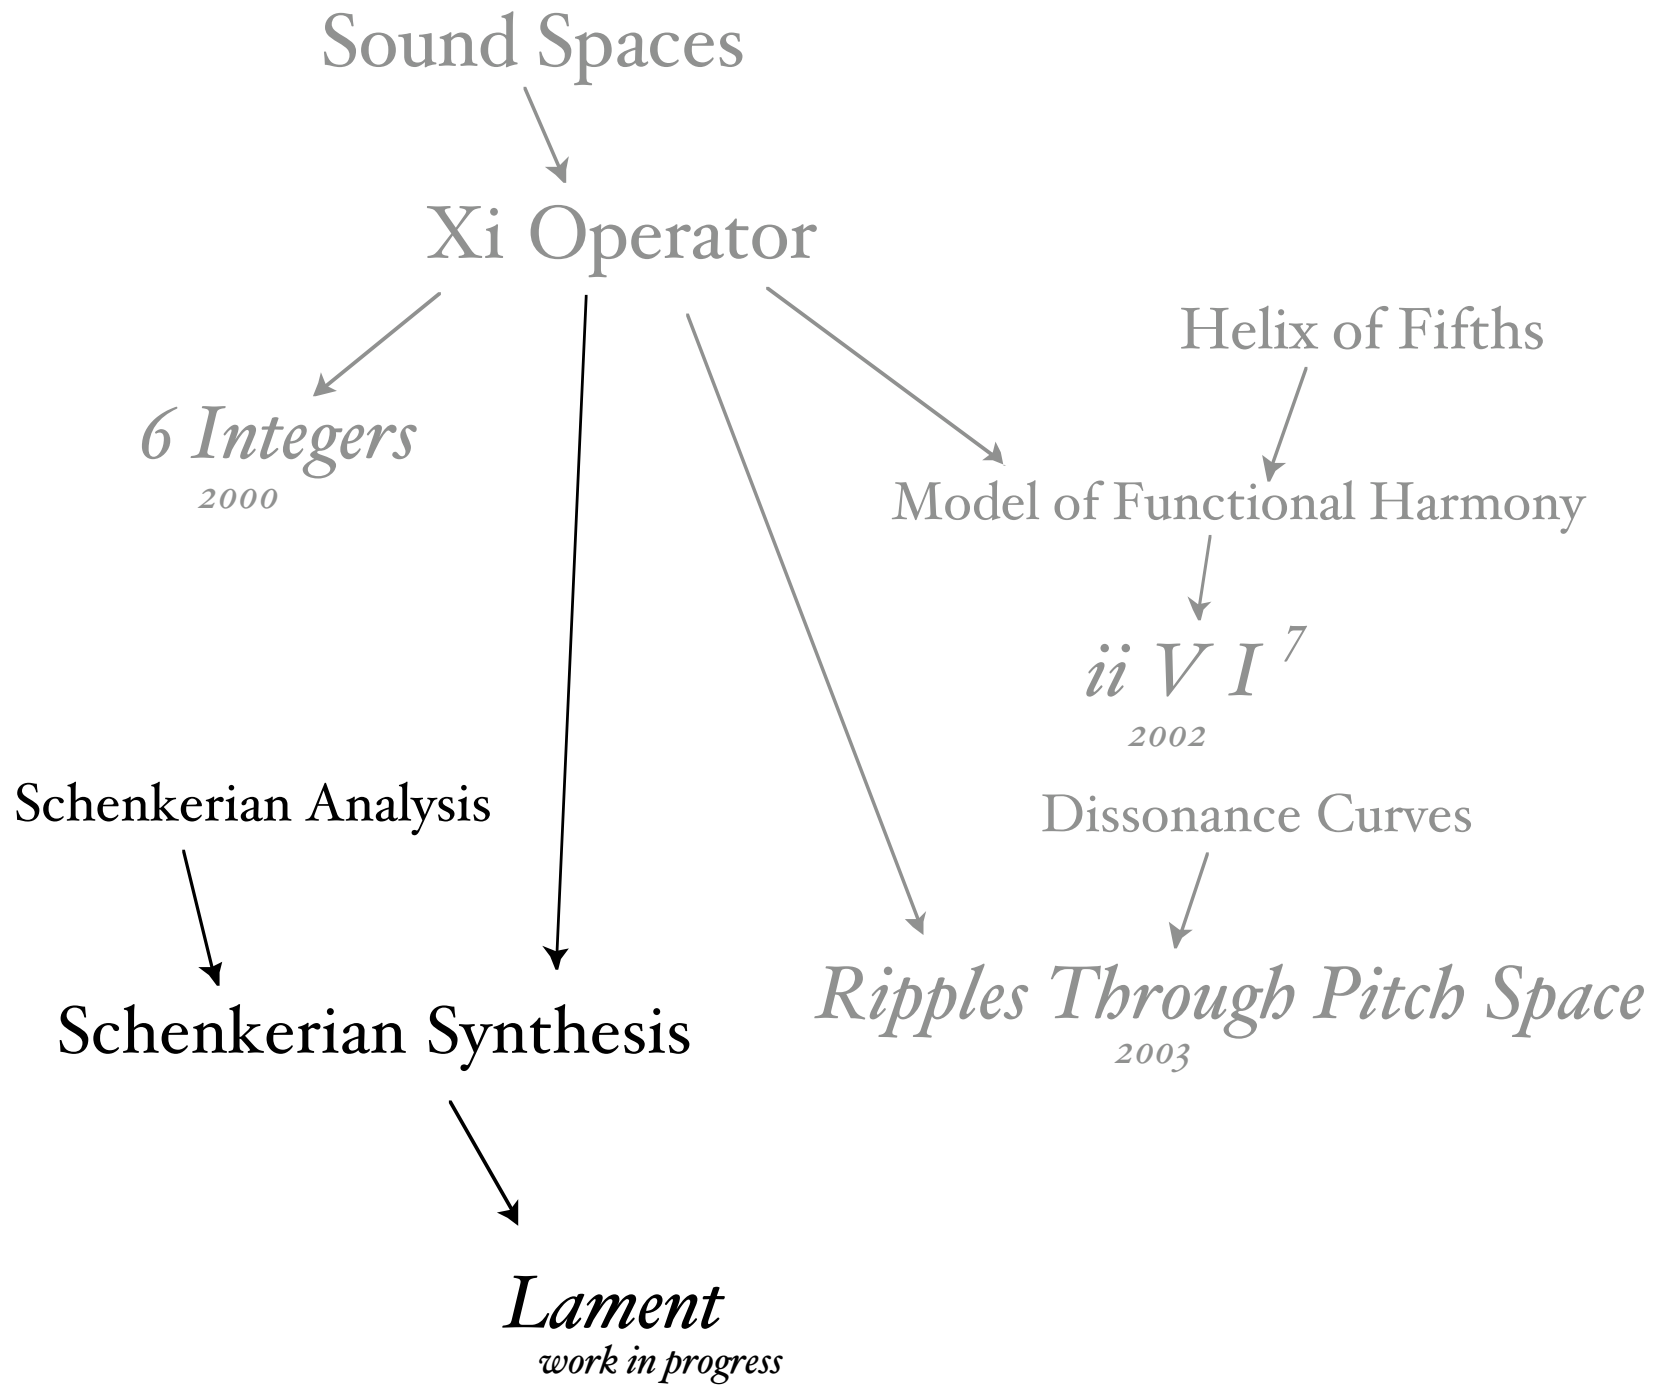 Sound Spaces
Xi Operator
Helix of Fifths
6 Integers
2000
Model of Functional Harmony
ii V I 7
2002
Schenkerian Analysis
Dissonance Curves
Ripples Through Pitch Space
2003
Schenkerian Synthesis
Lament
work in progress